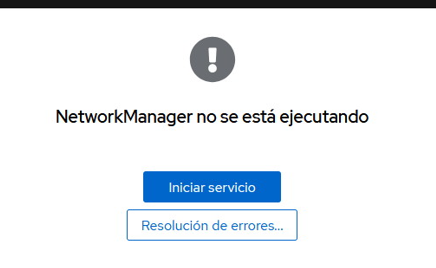 NetworkManager no se está ejecutando
Iniciar servicio
Resolución de errores...